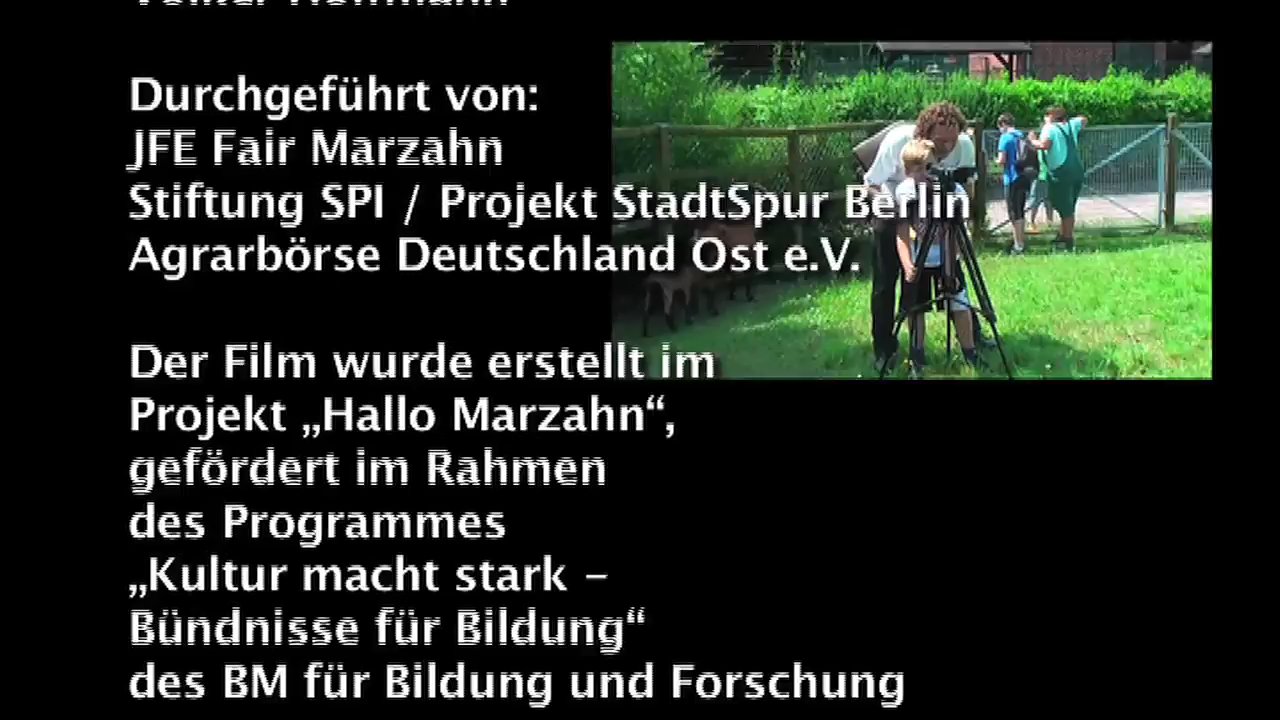 Durchgeführt von:
JFE Fair Marzahn
Stiftung SPI / Projekt StadtSpur Berlin
Agrarbörse Deutschland Ost e.V.
Der Film wurde erstellt im
Projekt „Hallo Marzahn“,
gefördert im Rahmen
des Programmes
„Kultur macht stark –
Bündnisse für Bildung“
des BM für Bildung und Forschung